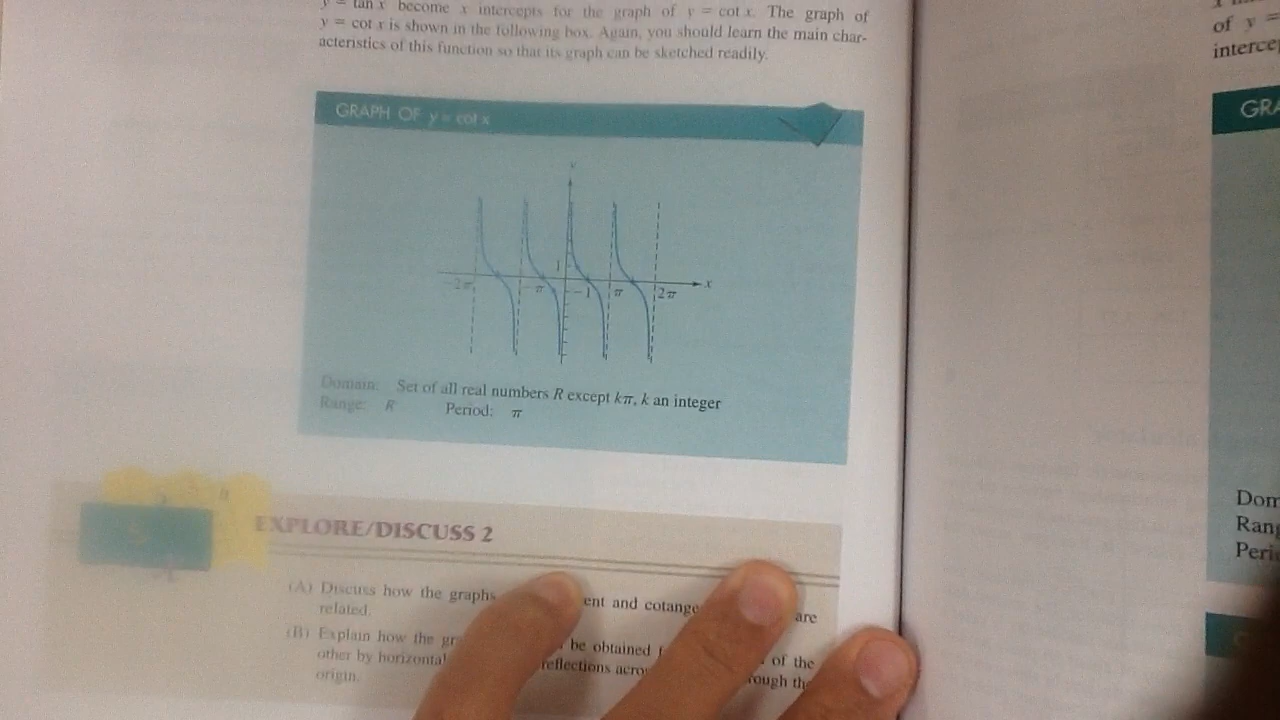 y = tan x become x intercepts for the graph of y = cot x. The graph of
y = cot x is shown in the following box. Again, you should learn the main char-
acteristics of this function so that its graph can be sketched readily.
GRAPH OF y = cot x
y
1
-2π
-π
-1
π
2π
x
Domain: Set of all real numbers R except kπ, k an integer
Range: R Period: π
EXPLORE/DISCUSS 2
(A) Discuss how the graphs ent and cotange are
related.
(B) Explain how the gr be obtained f of the
other by horizontal reflections acro rough the
origin.
of y =
interce
GRA
Dom
Rang
Peri